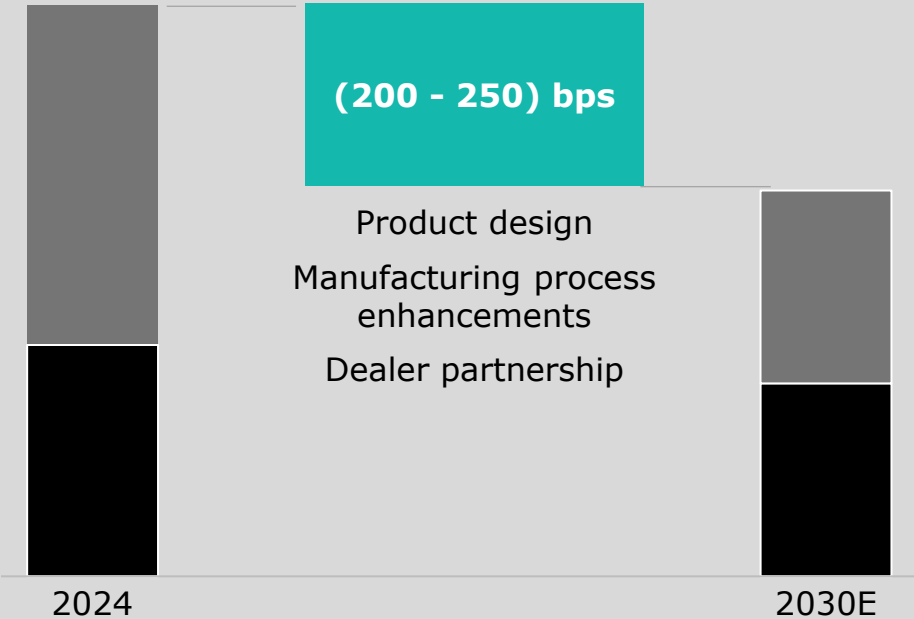 (200 - 250) bps
Product design
Manufacturing process
enhancements
Dealer partnership
2024
2030E